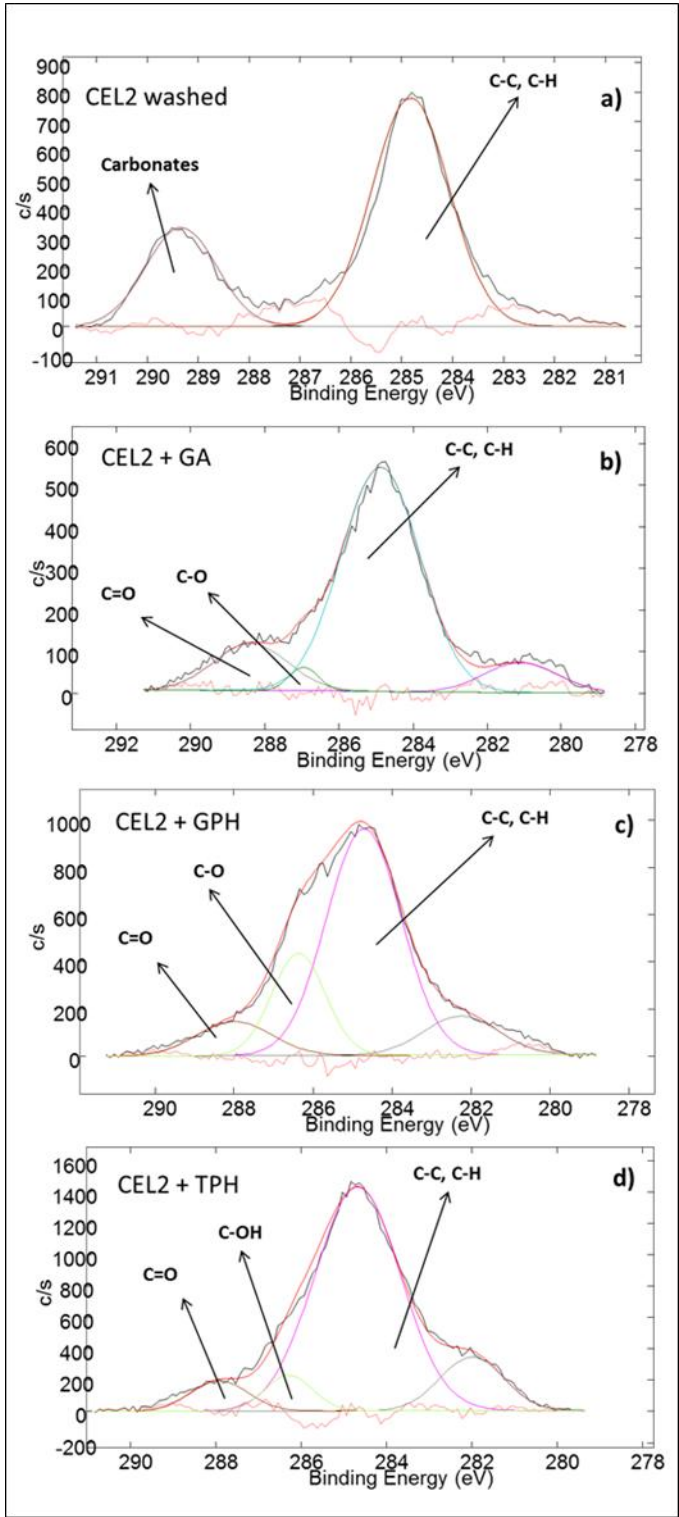 900
800
700
600
500
400
300
200
100
0
-100
c/s
CEL2 washed
a)
C-C, C-H
Carbonates
291 290 289 288 287 286 285 284 283 282 281
Binding Energy (eV)
600
500
400
300
200
100
0
c/s
CEL2 + GA
b)
C-C, C-H
C-O
C=O
292 290 288 286 284 282 280 278
Binding Energy (eV)
1000
800
600
400
200
0
c/s
CEL2 + GPH
c)
C-C, C-H
C-O
C=O
290 288 286 284 282 280 278
Binding Energy (eV)
1600
1400
1200
1000
800
600
400
200
0
-200
c/s
CEL2 + TPH
d)
C-C, C-H
C-OH
C=O
290 288 286 284 282 280 278
Binding Energy (eV)